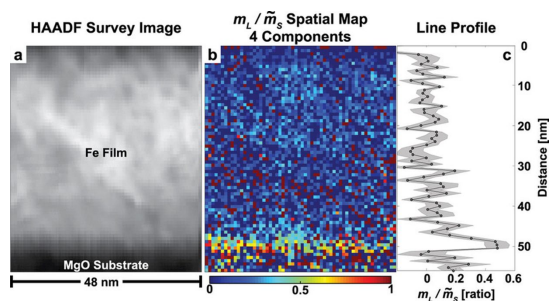 HAADF Survey Image
m_L / m̃_S Spatial Map
4 Components
Line Profile
a
b
c
Fe Film
MgO Substrate
48 nm
0
0.5
1
0
10
20
30
40
50
Distance [nm]
0
0.2
0.4
0.6
m_L / m̃_S [ratio]